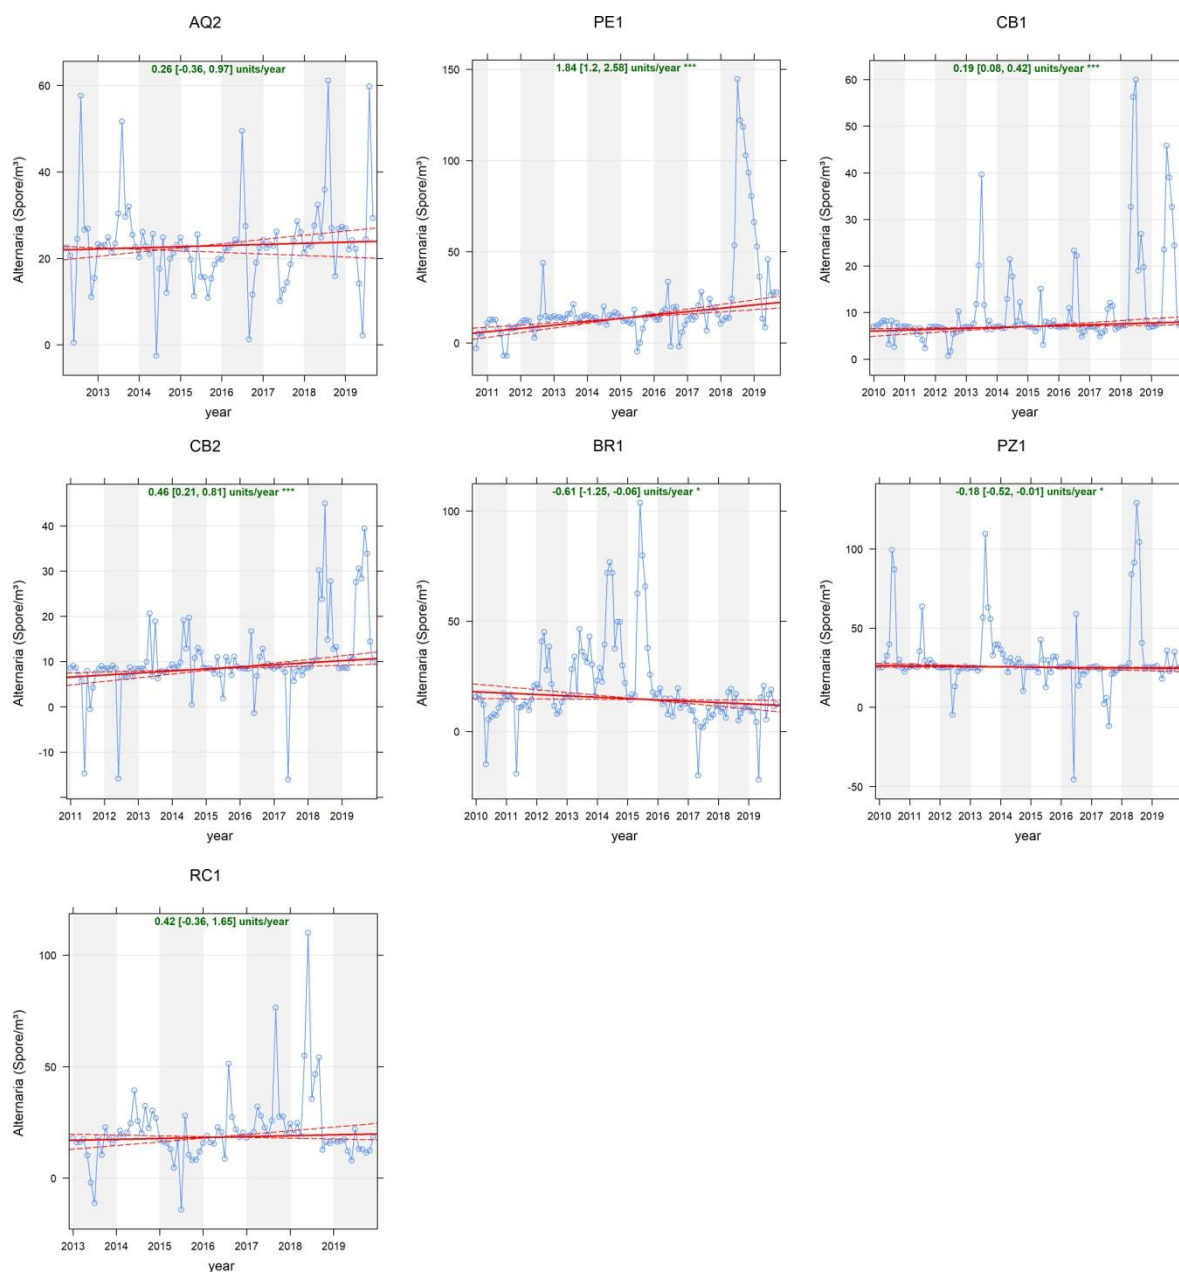 AQ2
0.26 [-0.36, 0.97] units/year
60
40
20
0
Alternaria (Spore/m³)
2013 2014 2015 2016 2017 2018 2019
year
PE1
1.84 [1.2, 2.58] units/year ***
150
100
50
0
Alternaria (Spore/m³)
2011 2012 2013 2014 2015 2016 2017 2018 2019
year
CB1
0.19 [0.08, 0.42] units/year ***
60
50
40
30
20
10
0
Alternaria (Spore/m³)
2010 2011 2012 2013 2014 2015 2016 2017 2018 2019
year
CB2
0.46 [0.21, 0.81] units/year ***
40
30
20
10
0
-10
Alternaria (Spore/m³)
2011 2012 2013 2014 2015 2016 2017 2018 2019
year
BR1
-0.61 [-1.25, -0.06] units/year *
100
50
0
Alternaria (Spore/m³)
2010 2011 2012 2013 2014 2015 2016 2017 2018 2019
year
PZ1
-0.18 [-0.52, -0.01] units/year *
100
50
0
-50
Alternaria (Spore/m³)
2010 2011 2012 2013 2014 2015 2016 2017 2018 2019
year
RC1
0.42 [-0.36, 1.65] units/year
100
50
0
Alternaria (Spore/m³)
2013 2014 2015 2016 2017 2018 2019
year